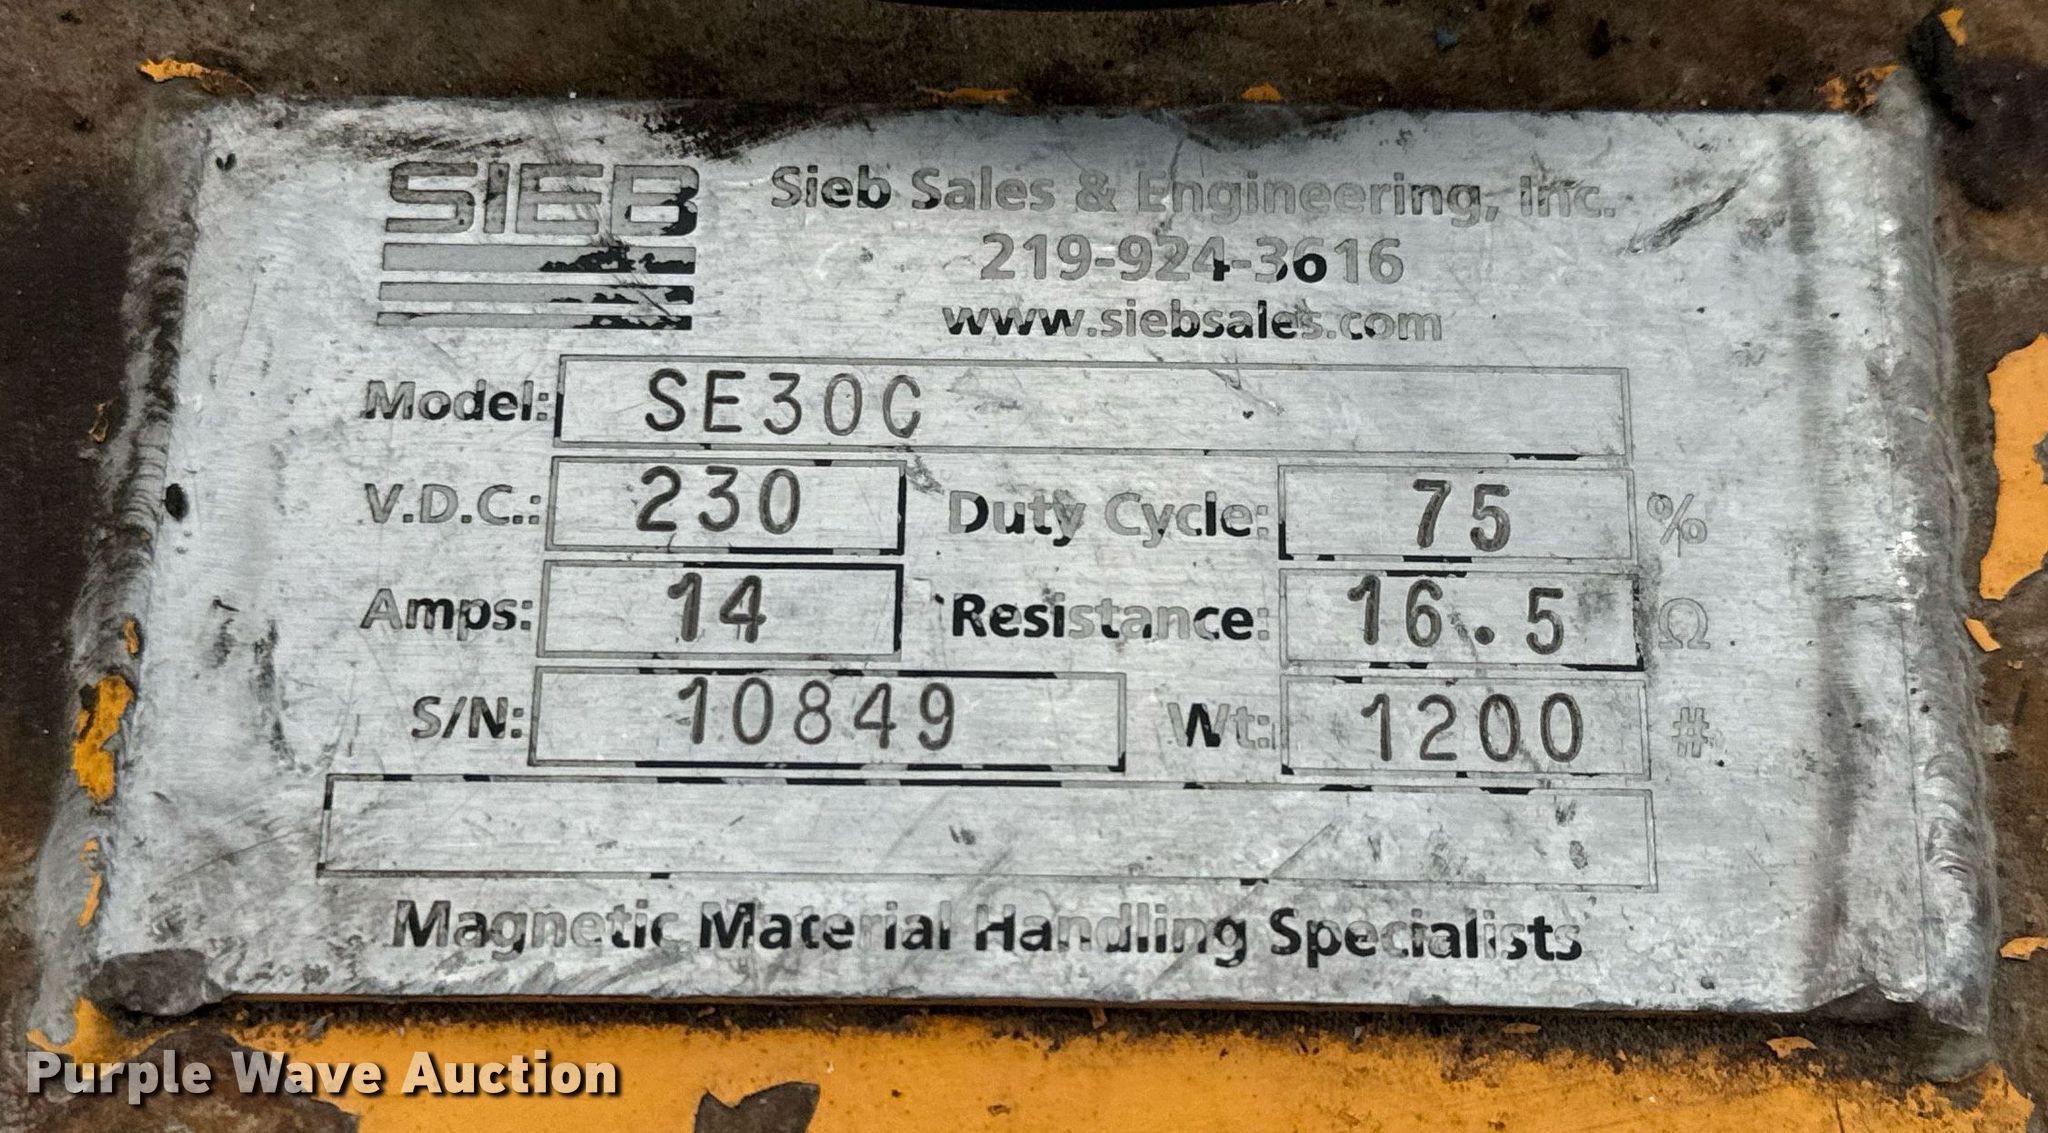 SIEB
Sieb Sales & Engineering, Inc.
219-924-3616
www.siebsales.com
Model: SE30C
V.D.C.: 230 Duty Cycle: 75 %
Amps: 14 Resistance: 16.5 Ω
S/N: 10849 Wt: 1200 #
Magnetic Material Handling Specialists
Purple Wave Auction